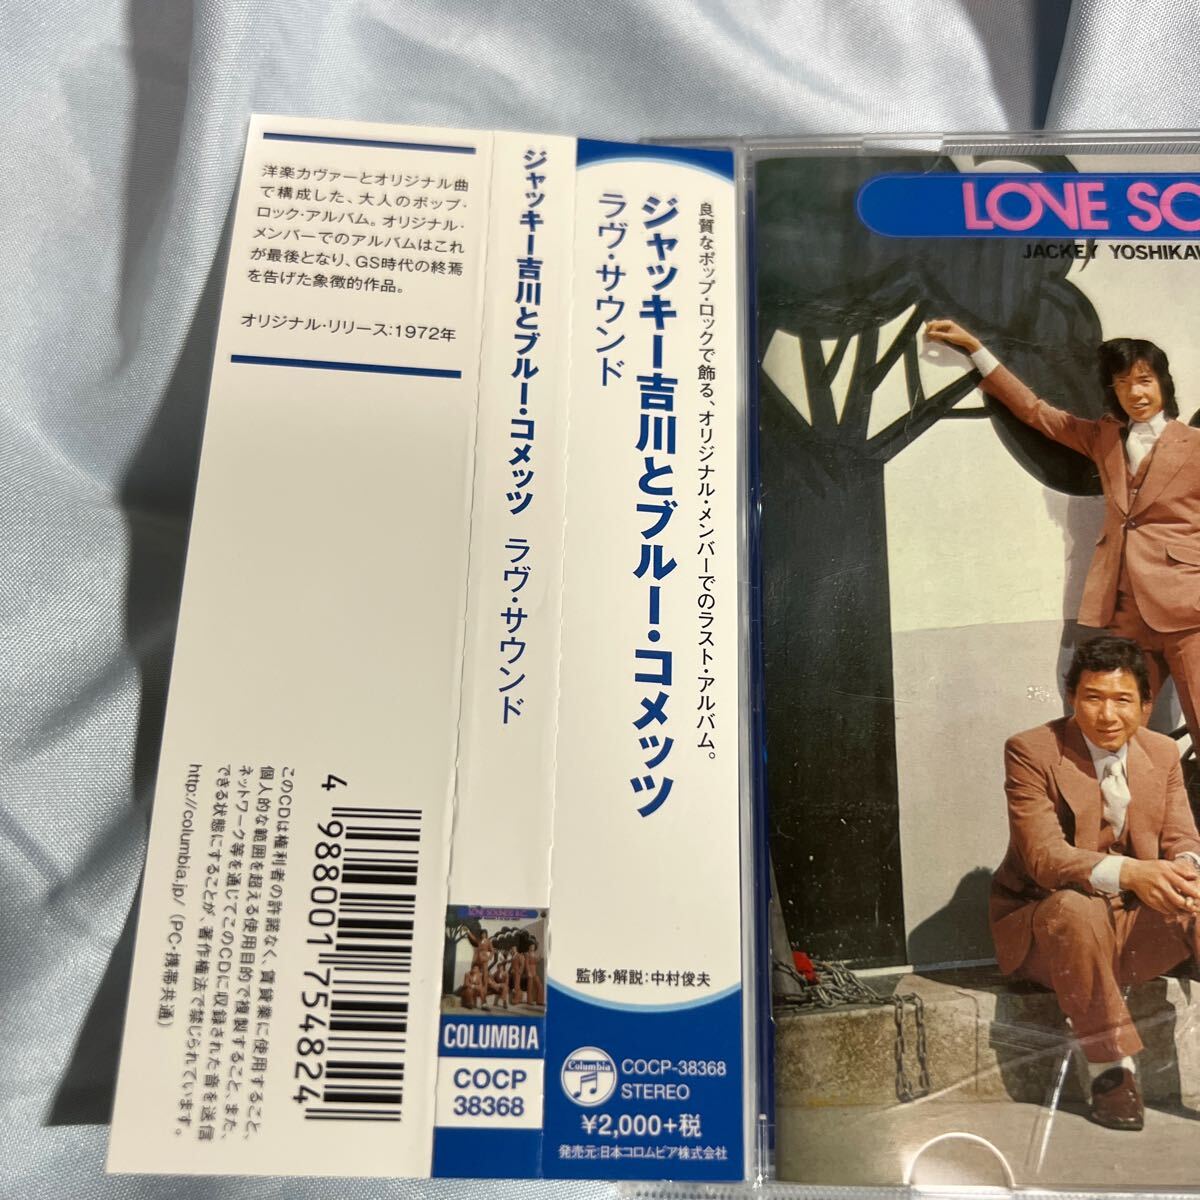 洋楽カヴァーとオリジナル曲
で構成した、大人のポップ・
ロック・アルバム。オリジナル・
メンバーでのアルバムはこれ
が最後となり、GS時代の終焉
を告げた象徴的作品。
オリジナル・リリース:1972年
4 988001 754824
このCDは権利者の許諾なく、賃貸業に使用すること、
個人的な範囲を超える使用目的で複製すること、また、
ネットワーク等を通じてこのCDに収録された音を送信
できる状態にすることが、著作権法で禁じられています。
http://columbia.jp/ (PC・携帯共通)
ジャッキー吉川とブルー・コメッツ ラヴ・サウンド
LOVE SOUNDS B.C.
COLUMBIA
COCP
38368
良質なポップ・ロックで飾る、オリジナル・メンバーでのラスト・アルバム。
ジャッキー吉川とブルー・コメッツ
ラヴ・サウンド
監修・解説:中村俊夫
Columbia
COCP-38368
STEREO
¥2,000+税
発売元:日本コロムビア株式会社
LOVE SO
JACKEY YOSHIKAW